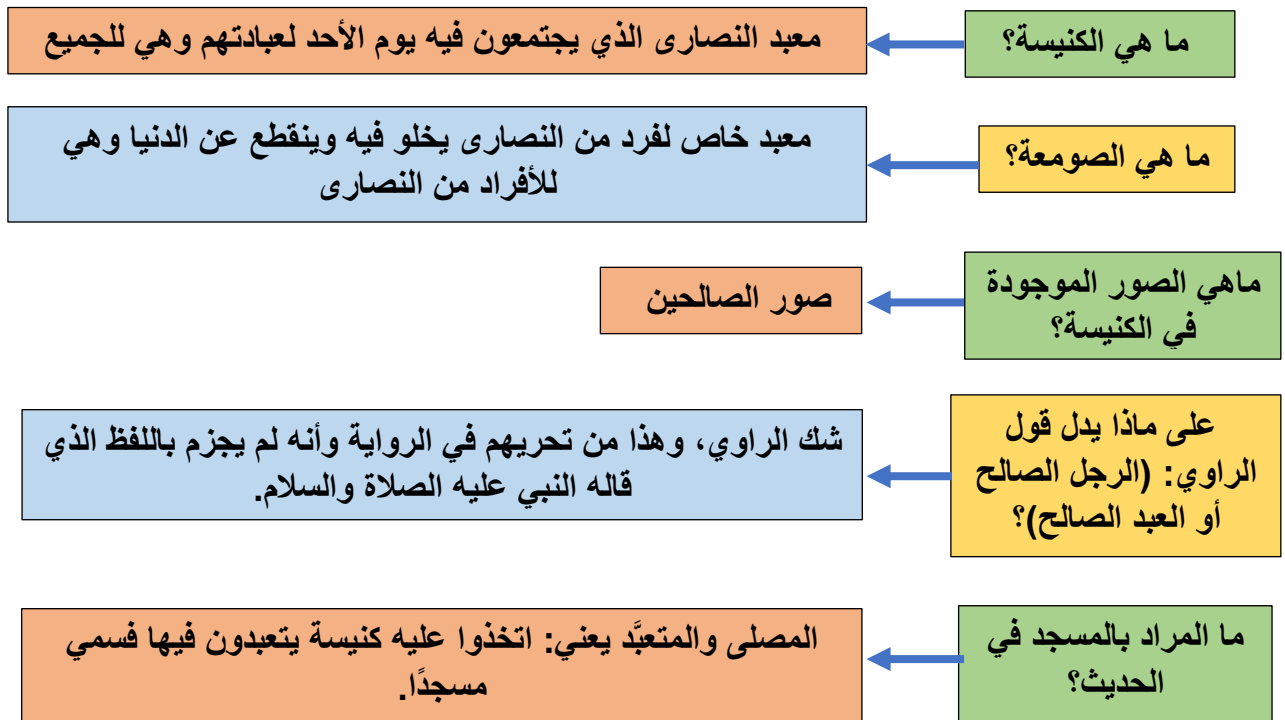 ما هي الكنيسة؟
معبد النصارى الذي يجتمعون فيه يوم الأحد لعبادتهم وهي للجميع
ما هي الصومعة؟
معبد خاص لفرد من النصارى يخلو فيه وينقطع عن الدنيا وهي
للأفراد من النصارى
ماهي الصور الموجودة
في الكنيسة؟
صور الصالحين
على ماذا يدل قول
الراوي: (الرجل الصالح
أو العبد الصالح)؟
شك الراوي، وهذا من تحريهم في الرواية وأنه لم يجزم باللفظ الذي
قاله النبي عليه الصلاة والسلام.
ما المراد بالمسجد في
الحديث؟
المصلى والمتعبَّد يعني: اتخذوا عليه كنيسة يتعبدون فيها فسمي
مسجدًا.